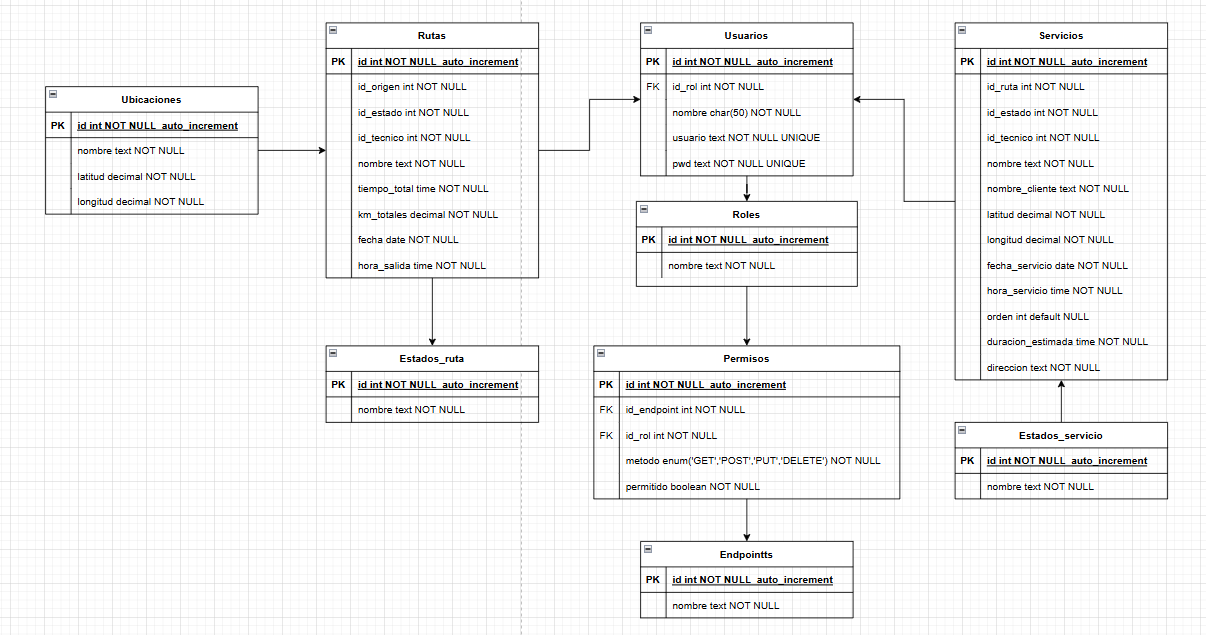 Ubicaciones
PK id int NOT NULL auto_increment
nombre text NOT NULL
latitud decimal NOT NULL
longitud decimal NOT NULL
Rutas
PK id int NOT NULL auto_increment
id_origen int NOT NULL
id_estado int NOT NULL
id_tecnico int NOT NULL
nombre text NOT NULL
tiempo_total time NOT NULL
km_totales decimal NOT NULL
fecha date NOT NULL
hora_salida time NOT NULL
Estados_ruta
PK id int NOT NULL auto_increment
nombre text NOT NULL
Usuarios
PK id int NOT NULL auto_increment
FK id_rol int NOT NULL
nombre char(50) NOT NULL
usuario text NOT NULL UNIQUE
pwd text NOT NULL UNIQUE
Roles
PK id int NOT NULL auto_increment
nombre text NOT NULL
Permisos
PK id int NOT NULL auto_increment
FK id_endpoint int NOT NULL
FK id_rol int NOT NULL
metodo enum('GET','POST','PUT','DELETE') NOT NULL
permitido boolean NOT NULL
Endpointts
PK id int NOT NULL auto_increment
nombre text NOT NULL
Servicios
PK id int NOT NULL auto_increment
id_ruta int NOT NULL
id_estado int NOT NULL
id_tecnico int NOT NULL
nombre text NOT NULL
nombre_cliente text NOT NULL
latitud decimal NOT NULL
longitud decimal NOT NULL
fecha_servicio date NOT NULL
hora_servicio time NOT NULL
orden int default NULL
duracion_estimada time NOT NULL
direccion text NOT NULL
Estados_servicio
PK id int NOT NULL auto_increment
nombre text NOT NULL